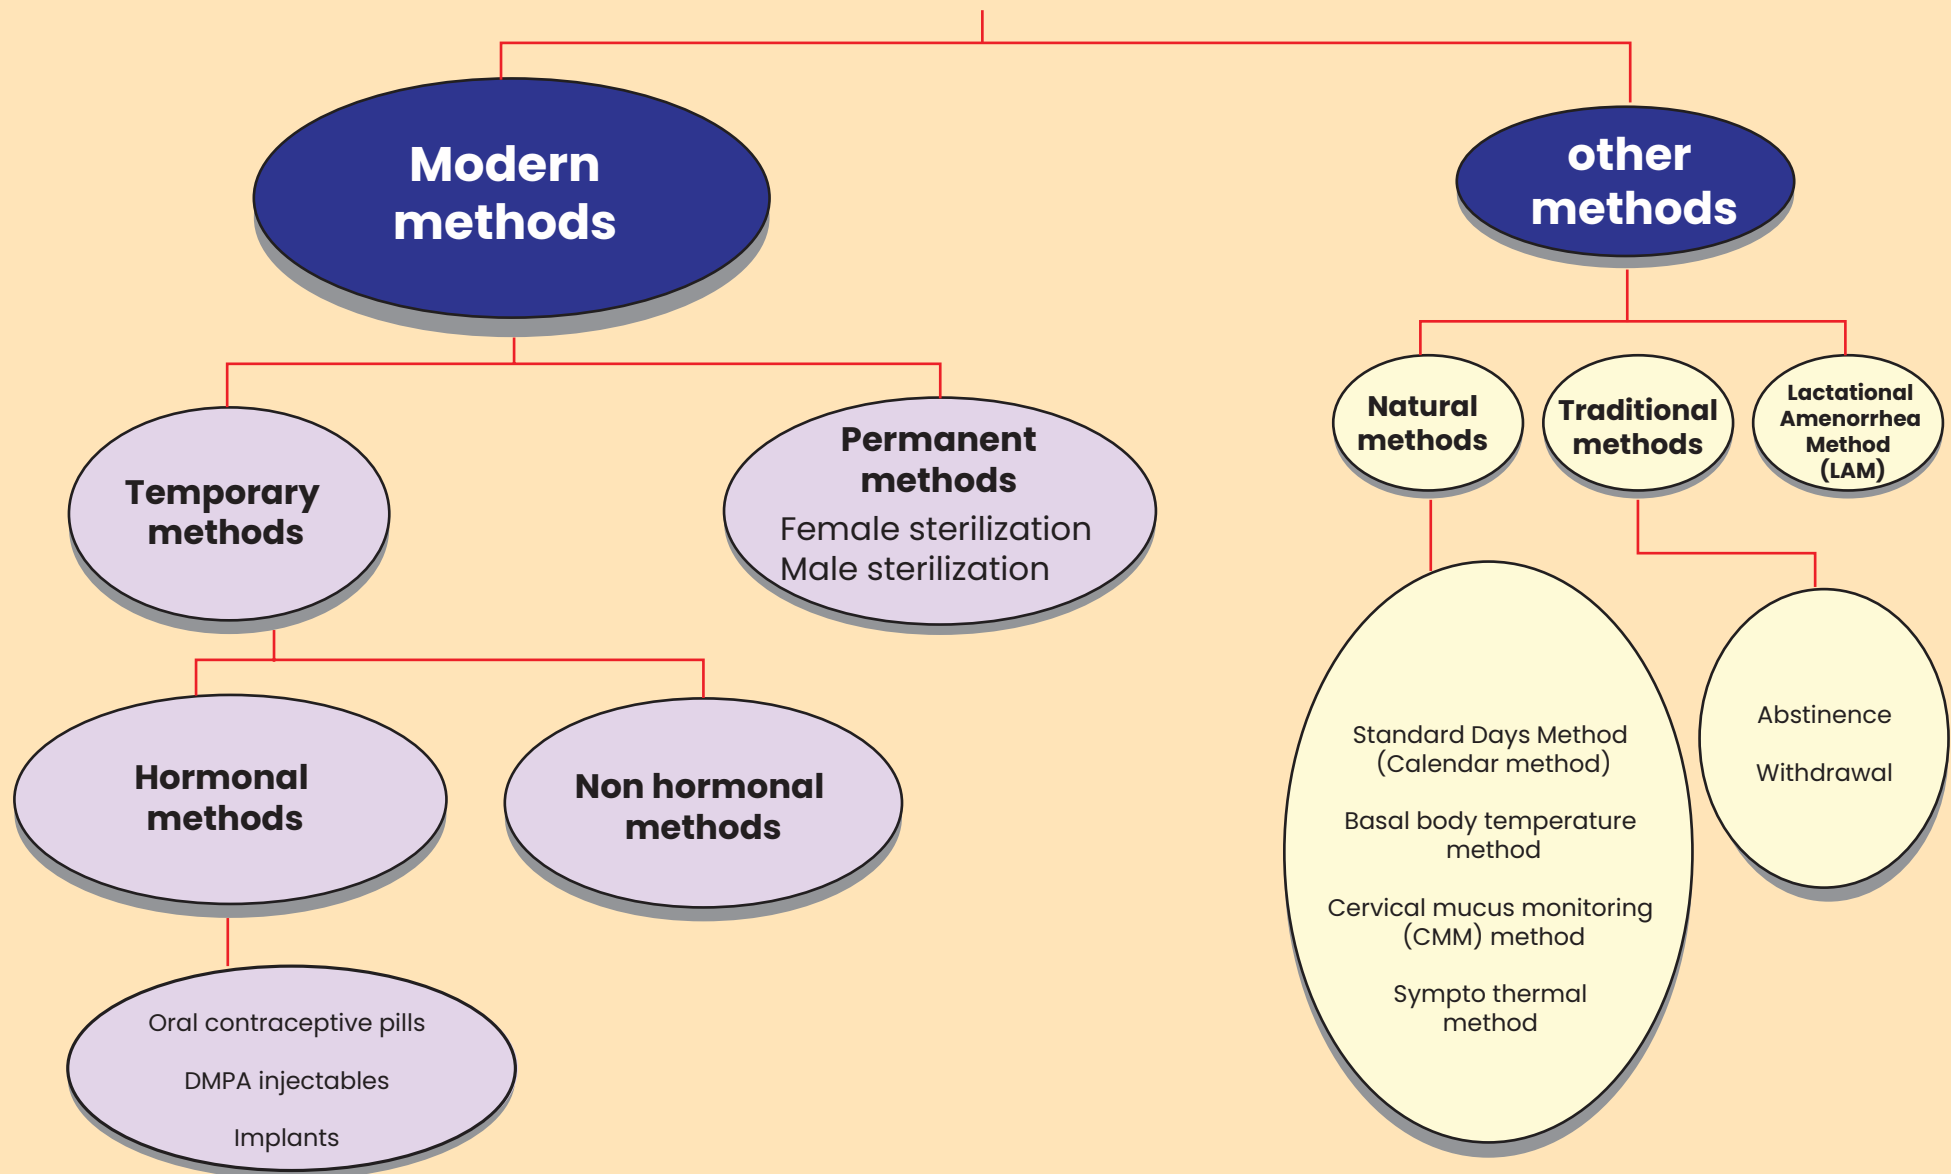 Modern
methods
other
methods
Temporary
methods
Permanent
methods
Female sterilization
Male sterilization
Natural
methods
Traditional
methods
Lactational
Amenorrhea
Method
(LAM)
Hormonal
methods
Non hormonal
methods
Standard Days Method
(Calendar method)
Basal body temperature
method
Cervical mucus monitoring
(CMM) method
Sympto thermal
method
Abstinence
Withdrawal
Oral contraceptive pills
DMPA injectables
Implants